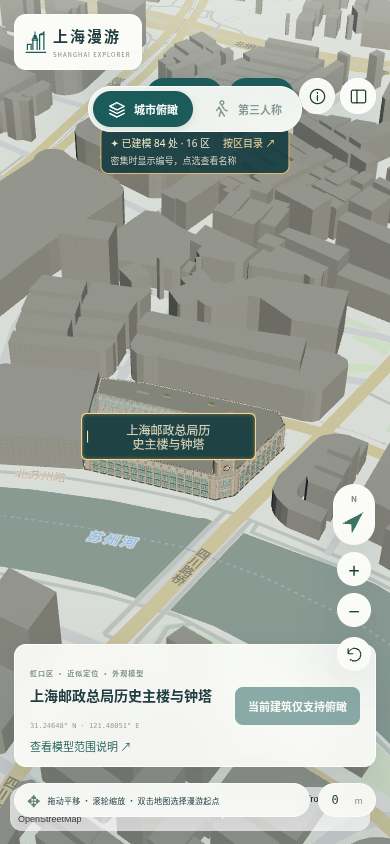 上海漫游
SHANGHAI EXPLORER
城市俯瞰
第三人称
✦ 已建模 84 处 · 16 区 按区目录 ↗
密集时显示编号，点选查看名称
上海邮政总局历
史主楼与钟塔
北苏州路
苏州河
四川路桥
N
+
−
虹口区 · 近似定位 · 外观模型
上海邮政总局历史主楼与钟塔
当前建筑仅支持俯瞰
31.24648° N · 121.48051° E
查看模型范围说明 ↗
拖动平移 · 滚轮缩放 · 双击地图选择漫游起点
0 m
OpenStreetMap